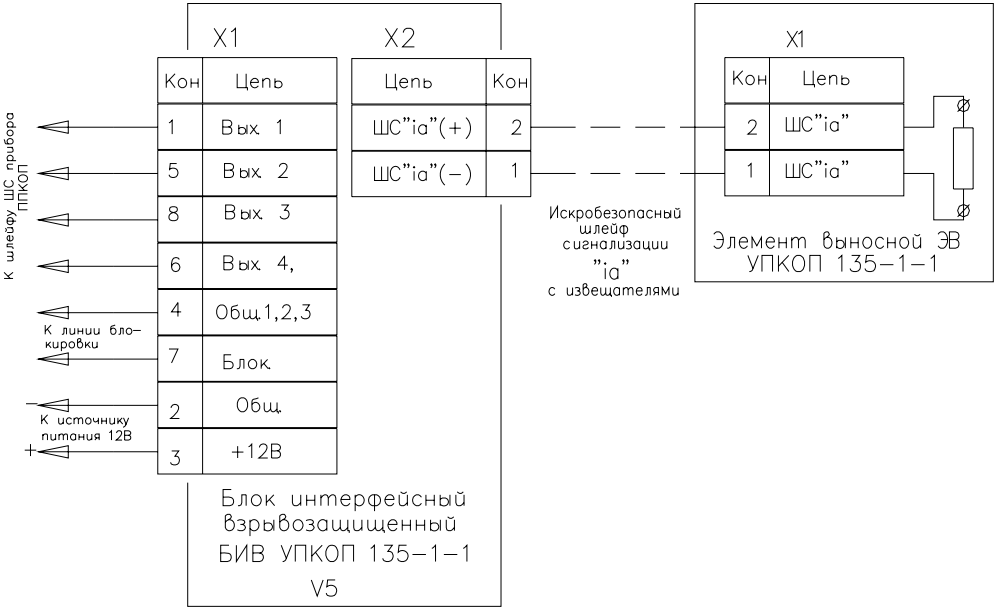 X1
Кон Цепь
1 Вых. 1
5 Вых. 2
8 Вых. 3
6 Вых. 4,
4 Общ.1,2,3
7 Блок.
2 Общ.
3 +12В
К шлейфу ШС прибора
ППКОП
К линии бло-
кировки
−
К источнику
питания 12В
+
X2
Цепь Кон
ШС"ia"(+) 2
ШС"ia"(−) 1
Блок интерфейсный
взрывозащищенный
БИВ УПКОП 135-1-1
V5
Искробезопасный
шлейф
сигнализации
"ia"
с извещателями
X1
Кон Цепь
2 ШС"ia"
1 ШС"ia"
Элемент выносной ЭВ
УПКОП 135-1-1